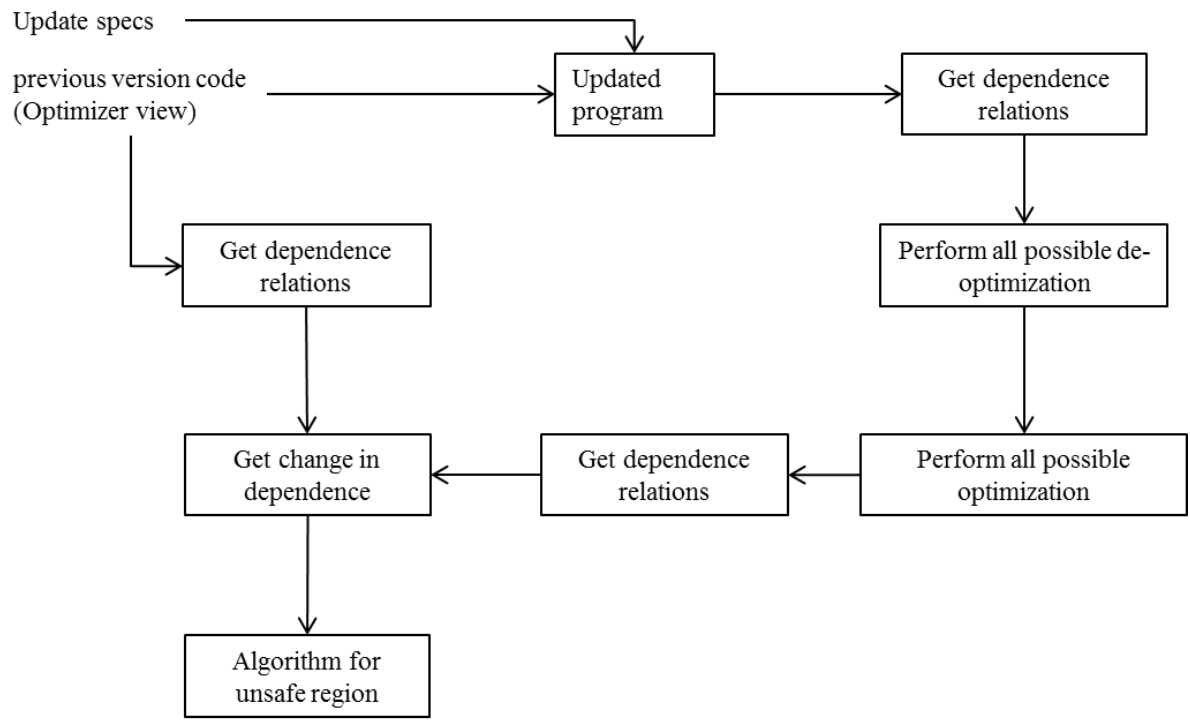 Update specs
previous version code
(Optimizer view)
Updated
program
Get dependence
relations
Get dependence
relations
Perform all possible de-
optimization
Get change in
dependence
Get dependence
relations
Perform all possible
optimization
Algorithm for
unsafe region